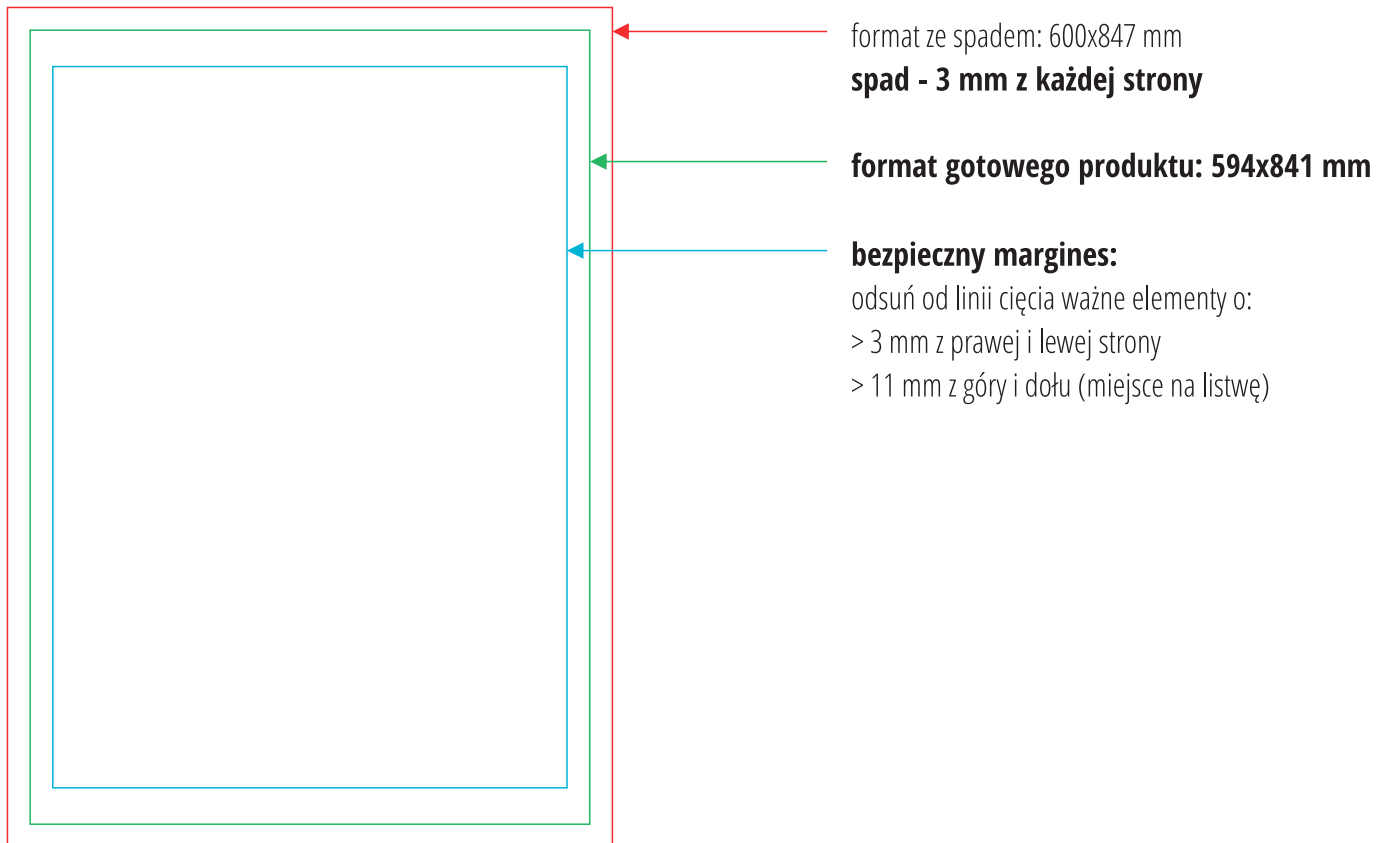 format ze spadem: 600x847 mm
spad - 3 mm z każdej strony
format gotowego produktu: 594x841 mm
bezpieczny margines:
odsuń od linii cięcia ważne elementy o:
> 3 mm z prawej i lewej strony
> 11 mm z góry i dołu (miejsce na listwę)